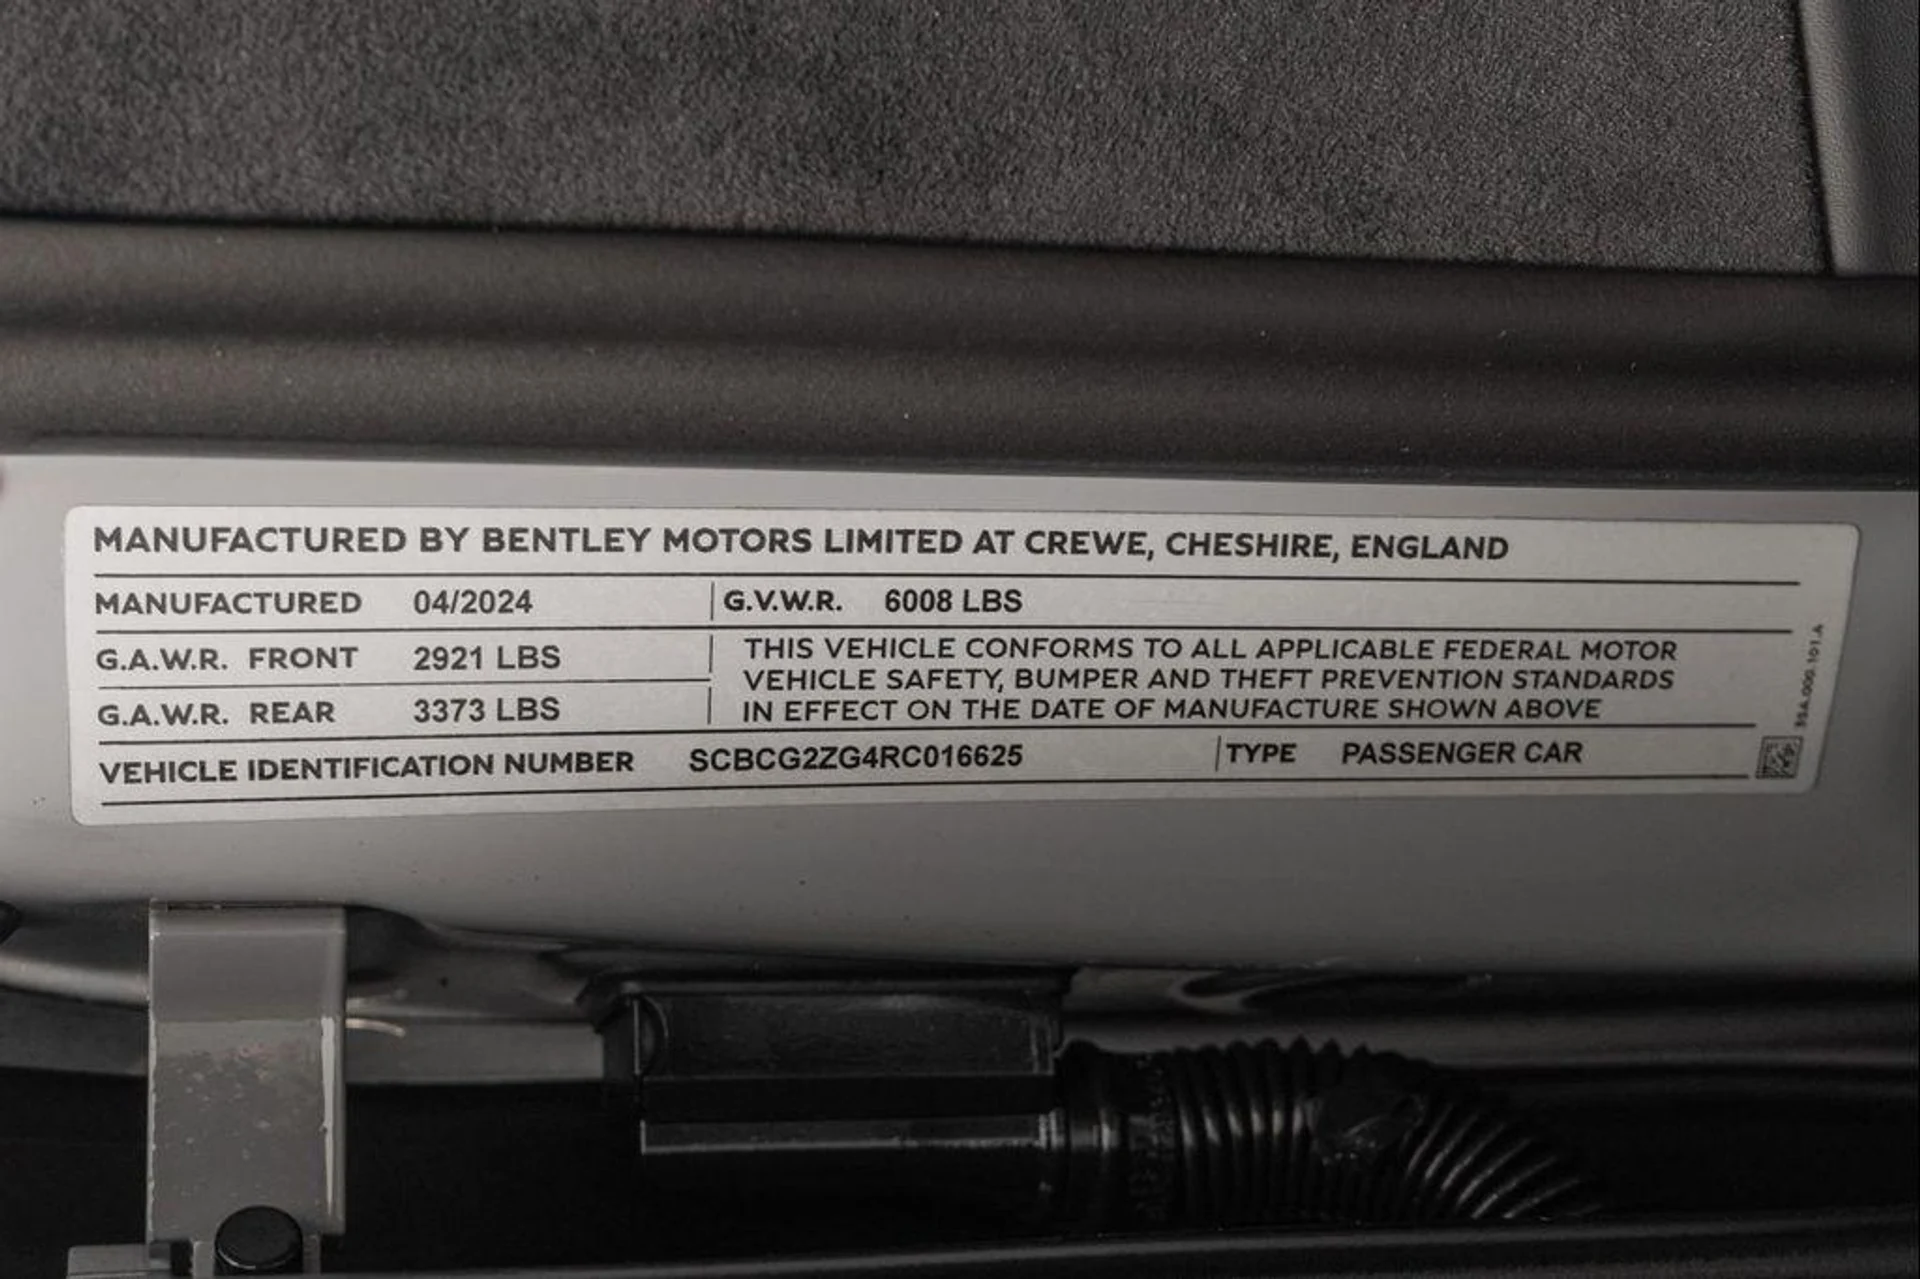 MANUFACTURED BY BENTLEY MOTORS LIMITED AT CREWE, CHESHIRE, ENGLAND
MANUFACTURED 04/2024 G.V.W.R. 6008 LBS
G.A.W.R. FRONT 2921 LBS
THIS VEHICLE CONFORMS TO ALL APPLICABLE FEDERAL MOTOR
VEHICLE SAFETY, BUMPER AND THEFT PREVENTION STANDARDS
IN EFFECT ON THE DATE OF MANUFACTURE SHOWN ABOVE
G.A.W.R. REAR 3373 LBS
VEHICLE IDENTIFICATION NUMBER SCBCG2ZG4RC016625 TYPE PASSENGER CAR